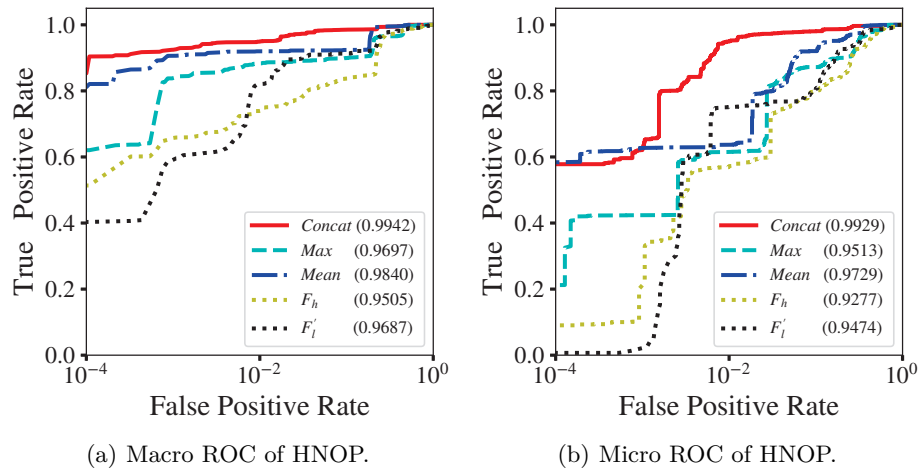 True Positive Rate
1.0
0.8
0.6
0.4
0.2
0.0
Concat (0.9942)
Max (0.9697)
Mean (0.9840)
F_h (0.9505)
F_l' (0.9687)
10^-4 10^-2 10^0
False Positive Rate
(a) Macro ROC of HNOP.
True Positive Rate
1.0
0.8
0.6
0.4
0.2
0.0
Concat (0.9929)
Max (0.9513)
Mean (0.9729)
F_h (0.9277)
F_l' (0.9474)
10^-4 10^-2 10^0
False Positive Rate
(b) Micro ROC of HNOP.